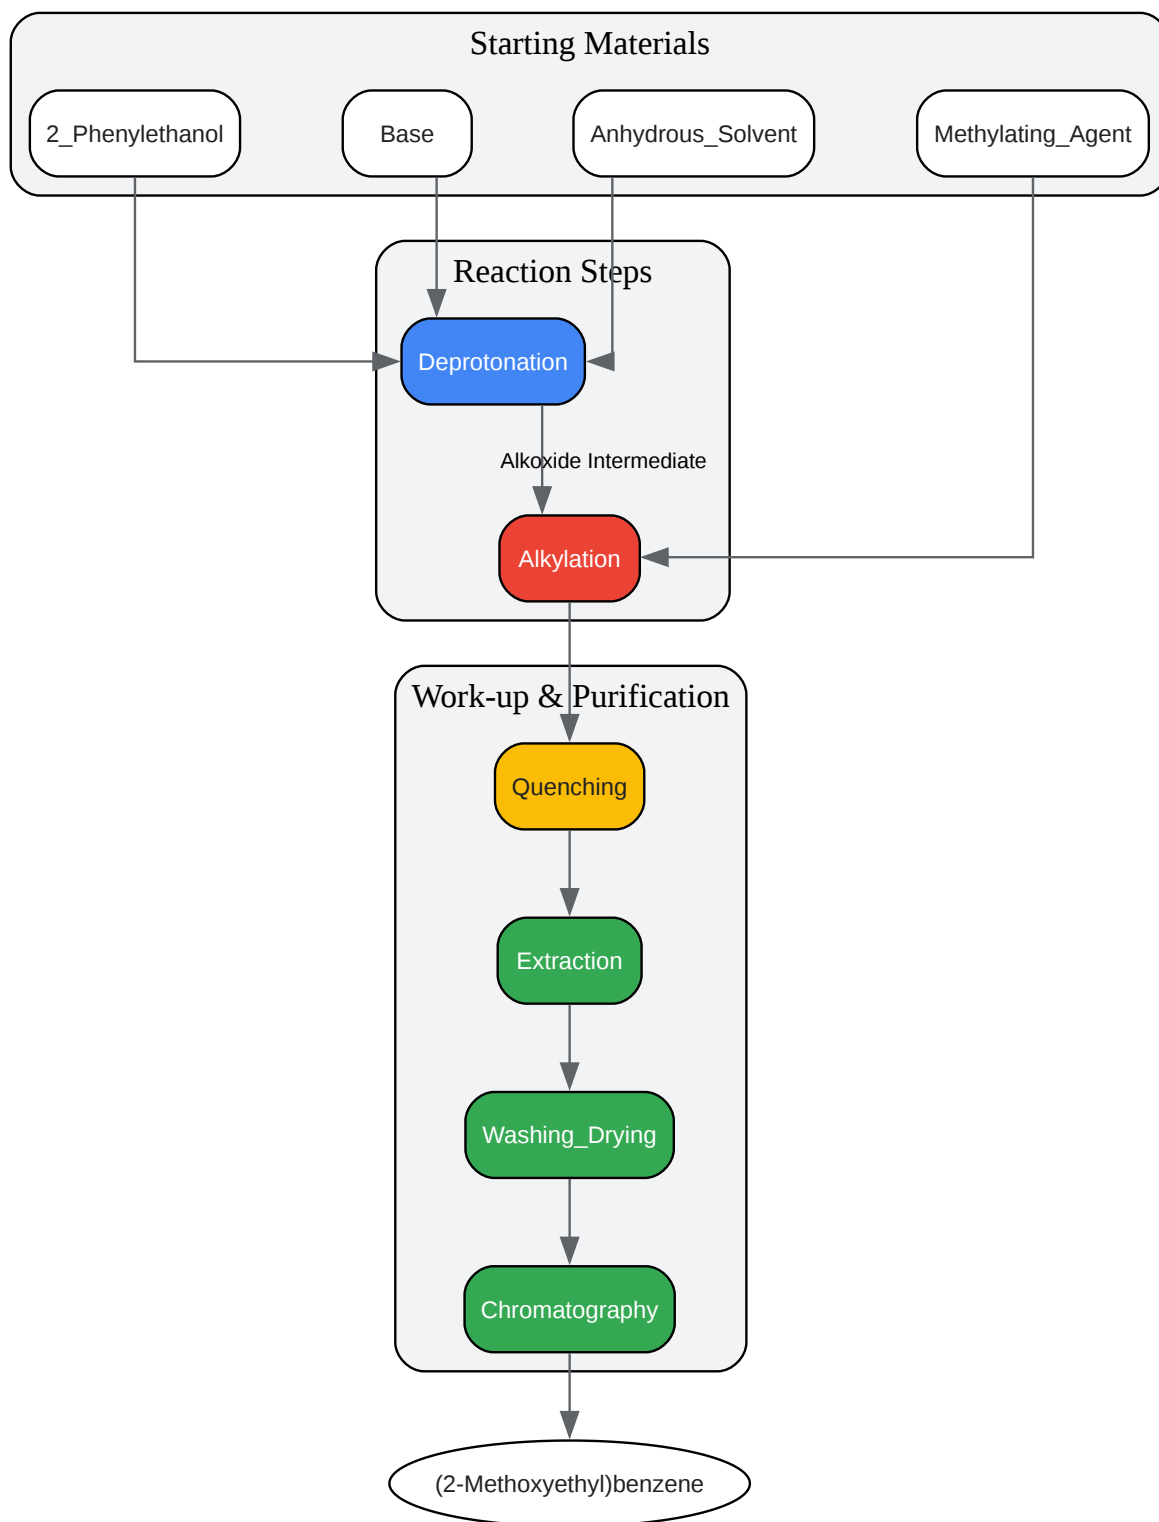 Starting Materials
2_Phenylethanol
Base
Anhydrous_Solvent
Methylating_Agent
Reaction Steps
Deprotonation
Alkoxide Intermediate
Alkylation
Work-up & Purification
Quenching
Extraction
Washing_Drying
Chromatography
(2-Methoxyethyl)benzene